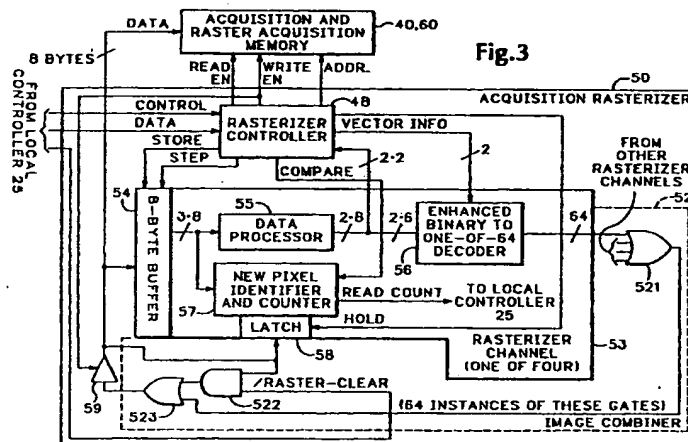 Fig.3
DATA
8 BYTES
ACQUISITION AND
RASTER ACQUISITION
MEMORY
40,60
READ
EN
WRITE
EN
ADDR.
50
ACQUISITION RASTERIZER
FROM LOCAL
CONTROLLER 25
CONTROL
DATA
STORE
STEP
RASTERIZER
CONTROLLER
48
VECTOR INFO
COMPARE
2·2
2
FROM
OTHER
RASTERIZER
CHANNELS
52
54
8-BYTE BUFFER
3·8
55
DATA
PROCESSOR
2·8
2·6
ENHANCED
BINARY TO
ONE-OF-64
DECODER
56
64
521
NEW PIXEL
IDENTIFIER
AND COUNTER
57
READ COUNT
TO LOCAL
CONTROLLER
25
LATCH
HOLD
58
RASTERIZER
CHANNEL
(ONE OF FOUR)
53
59
523
522
/RASTER-CLEAR
(64 INSTANCES OF THESE GATES)
IMAGE COMBINER